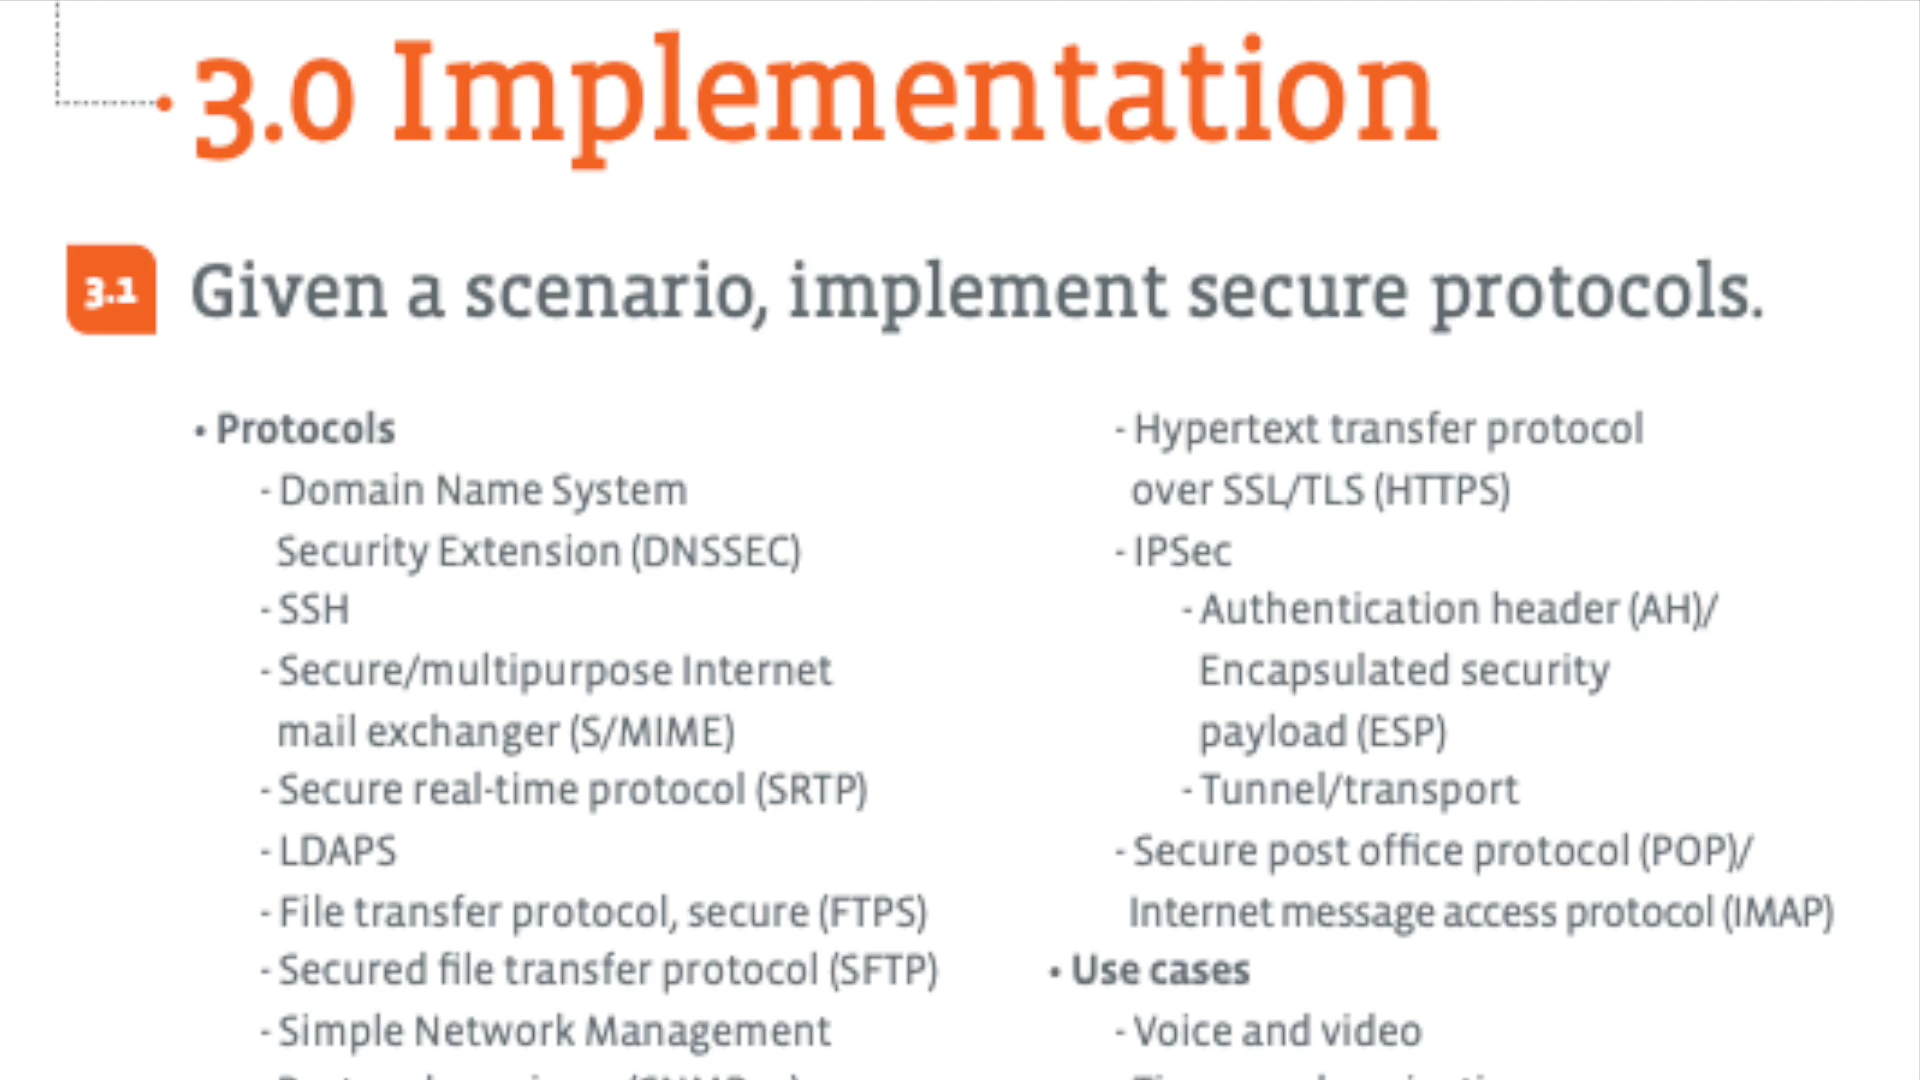 3.0 Implementation
3.1 Given a scenario, implement secure protocols.
• Protocols
- Domain Name System
Security Extension (DNSSEC)
- SSH
- Secure/multipurpose Internet
mail exchanger (S/MIME)
- Secure real-time protocol (SRTP)
- LDAPS
- File transfer protocol, secure (FTPS)
- Secured file transfer protocol (SFTP)
- Simple Network Management
- Hypertext transfer protocol
over SSL/TLS (HTTPS)
- IPSec
- Authentication header (AH)/
Encapsulated security
payload (ESP)
- Tunnel/transport
- Secure post office protocol (POP)/
Internet message access protocol (IMAP)
• Use cases
- Voice and video